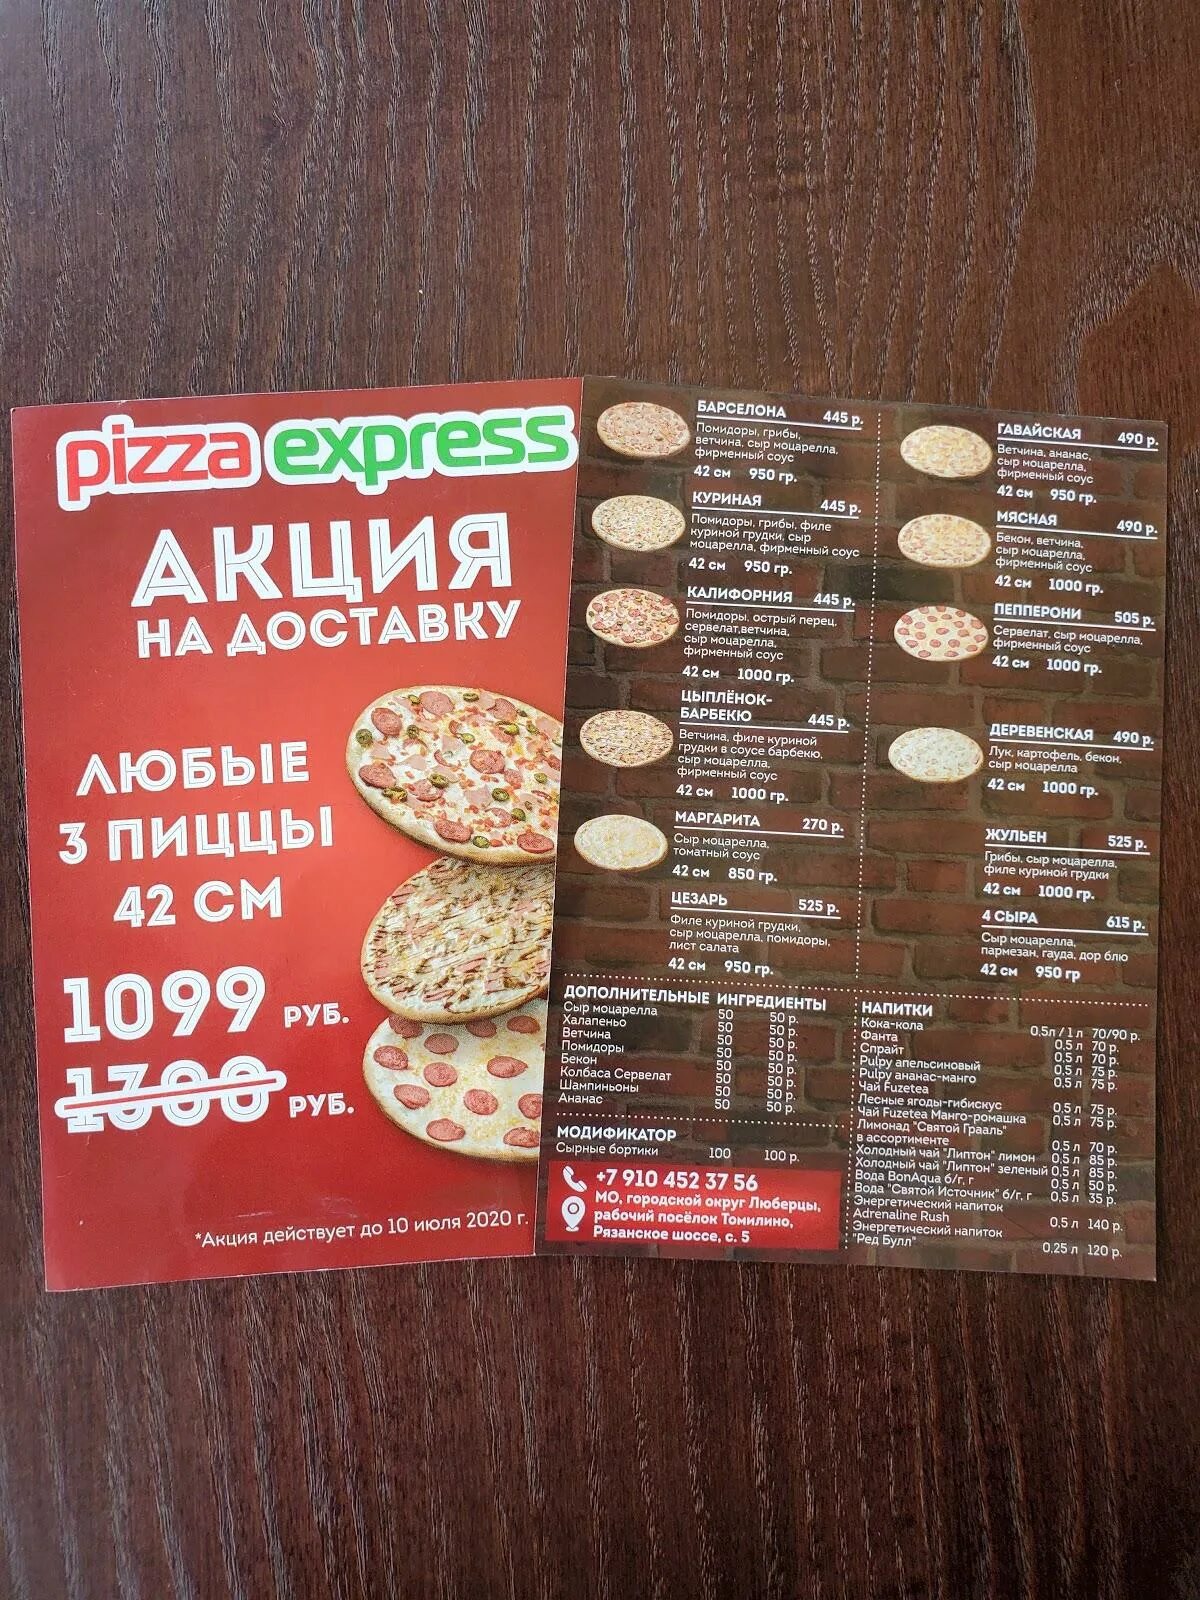 pizza express
АКЦИЯ
НА ДОСТАВКУ
ЛЮБЫЕ
3 ПИЦЦЫ
42 СМ
1099 РУБ.
1300 РУБ.
*Акция действует до 10 июля 2020 г.
БАРСЕЛОНА 445 р.
Помидоры, грибы,
ветчина, сыр моцарелла,
фирменный соус
42 см 950 гр.
КУРИНАЯ 445 р.
Помидоры, грибы, филе
куриной грудки, сыр
моцарелла, фирменный соус
42 см 950 гр.
КАЛИФОРНИЯ 445 р.
Помидоры, острый перец,
сервелат,ветчина,
сыр моцарелла,
фирменный соус
42 см 1000 гр.
ЦЫПЛЁНОК-
БАРБЕКЮ 445 р.
Ветчина, филе куриной
грудки в соусе барбекю,
сыр моцарелла,
фирменный соус
42 см 1000 гр.
МАРГАРИТА 270 р.
Сыр моцарелла,
томатный соус
42 см 850 гр.
ЦЕЗАРЬ 525 р.
Филе куриной грудки,
сыр моцарелла, помидоры,
лист салата
42 см 950 гр.
ГАВАЙСКАЯ 490 р.
Ветчина, ананас,
сыр моцарелла,
фирменный соус
42 см 950 гр.
МЯСНАЯ 490 р.
Бекон, ветчина,
сыр моцарелла,
фирменный соус
42 см 1000 гр.
ПЕППЕРОНИ 505 р.
Сервелат, сыр моцарелла,
фирменный соус
42 см 1000 гр.
ДЕРЕВЕНСКАЯ 490 р.
Лук, картофель, бекон,
сыр моцарелла
42 см 1000 гр.
ЖУЛЬЕН 525 р.
Грибы, сыр моцарелла,
филе куриной грудки
42 см 1000 гр.
4 СЫРА 615 р.
Сыр моцарелла,
пармезан, гауда, дор блю
42 см 950 гр
ДОПОЛНИТЕЛЬНЫЕ ИНГРЕДИЕНТЫ
Сыр моцарелла 50 50 р.
Халапеньо 50 50 р.
Ветчина 50 50 р.
Помидоры 50 50 р.
Бекон 50 50 р.
Колбаса Сервелат 50 50 р.
Шампиньоны 50 50 р.
Ананас 50 50 р.
МОДИФИКАТОР
Сырные бортики 100 100 р.
+7 910 452 37 56
МО, городской округ Люберцы,
рабочий посёлок Томилино,
Рязанское шоссе, с. 5
НАПИТКИ
Кока-кола 0,5л / 1 л 70/90 р.
Фанта 0.5 л 70 р.
Спрайт 0.5 л 70 р.
Pulpy апельсиновый 0.5 л 75 р.
Pulpy ананас-манго 0.5 л 75 р.
Чай Fuzetea
Лесные ягоды-гибискус 0.5 л 75 р.
Чай Fuzetea Манго-ромашка 0.5 л 75 р.
Лимонад "Святой Грааль"
в ассортименте 0.5 л 70 р.
Холодный чай "Липтон" лимон 0.5 л 85 р.
Холодный чай "Липтон" зеленый 0.5 л 85 р.
Вода BonAqua б/г, г 0.5 л 50 р.
Вода "Святой Источник" б/г. г 0.5 л 35 р.
Энергетический напиток
Adrenaline Rush 0.5 л 140 р.
Энергетический напиток
"Ред Булл" 0.25 л 120 р.